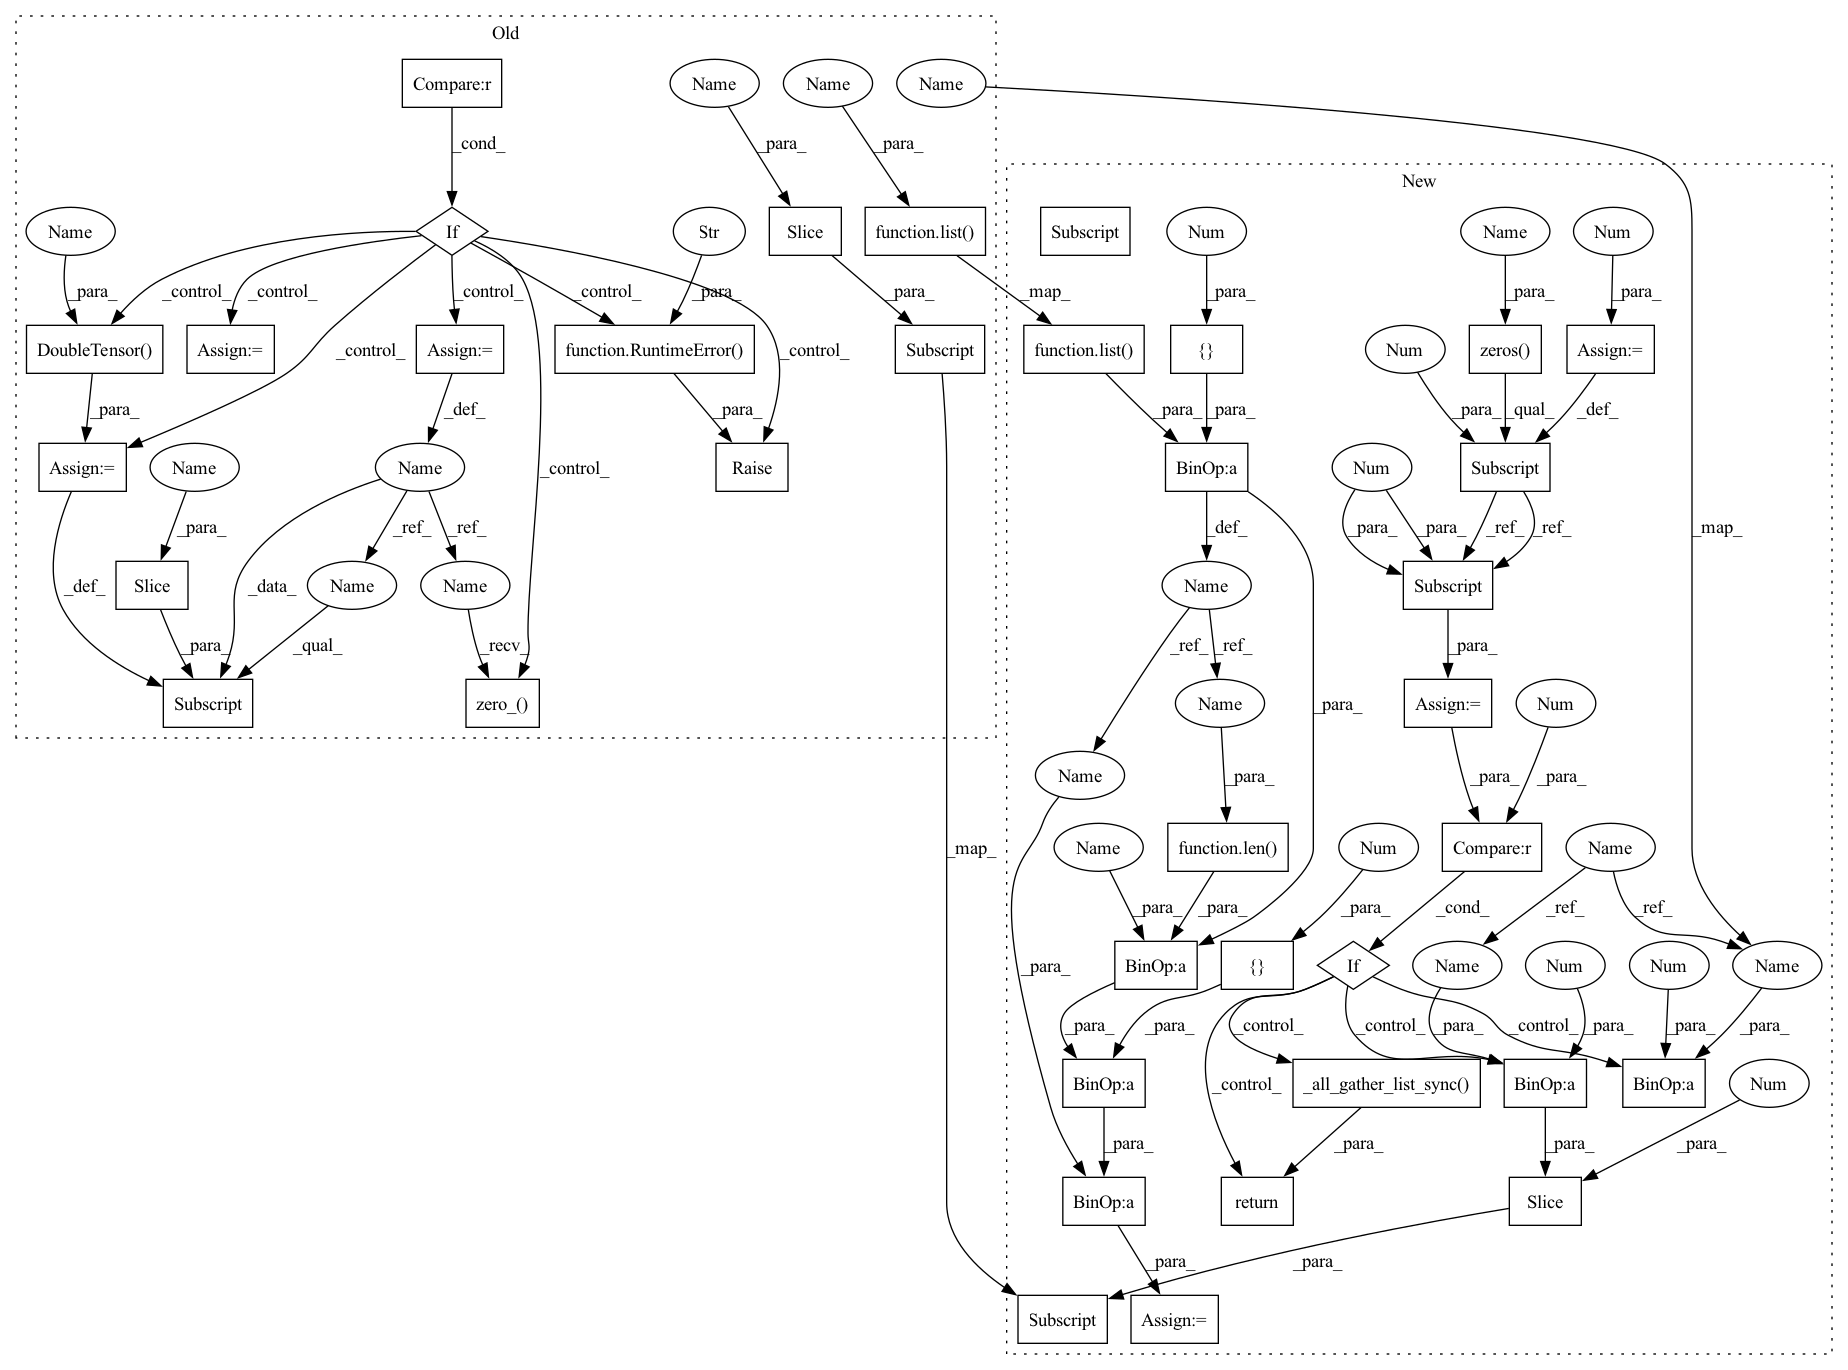 Old
Compare:r
Name
Name
Name
_cond_
_para_
_para_
New
Name
If
Str
Slice
function.list()
Subscript
Num
Name
Num
_para_
_control_
_control_
_control_
_control_
_para_
_para_
_map_
_para_
_para_
_para_
DoubleTensor()
Assign:=
Assign:=
function.RuntimeError()
Subscript
function.list()
{}
Num
zeros()
Assign:=
_control_
_control_
_para_
_def_
_para_
_para_
_para_
_para_
_qual_
_def_
Assign:=
Name
Name
Raise
BinOp:a
Num
Subscript
_control_
_para_
_ref_
_ref_
_def_
_para_
_para_
_ref_
_ref_
_map_
Slice
Name
Name
Name
Subscript
_def_
_data_
_para_
_qual_
_recv_
_ref_
_ref_
_para_
Subscript
zero_()
Name
Assign:=
Num
_para_
Name
_para_
_para_
_para_
_map_
Name
function.len()
Num
Compare:r
Name
_para_
_para_
_para_
_cond_
_ref_
_ref_
BinOp:a
{}
If
Name
Num
Num
Name
_para_
_para_
_para_
_control_
_control_
_para_
_control_
_para_
_para_
_para_
BinOp:a
_all_gather_list_sync()
BinOp:a
BinOp:a
Num
_control_
_para_
_para_
_para_
_para_
BinOp:a
return
Slice
_para_
_para_
Subscript
Assign:=